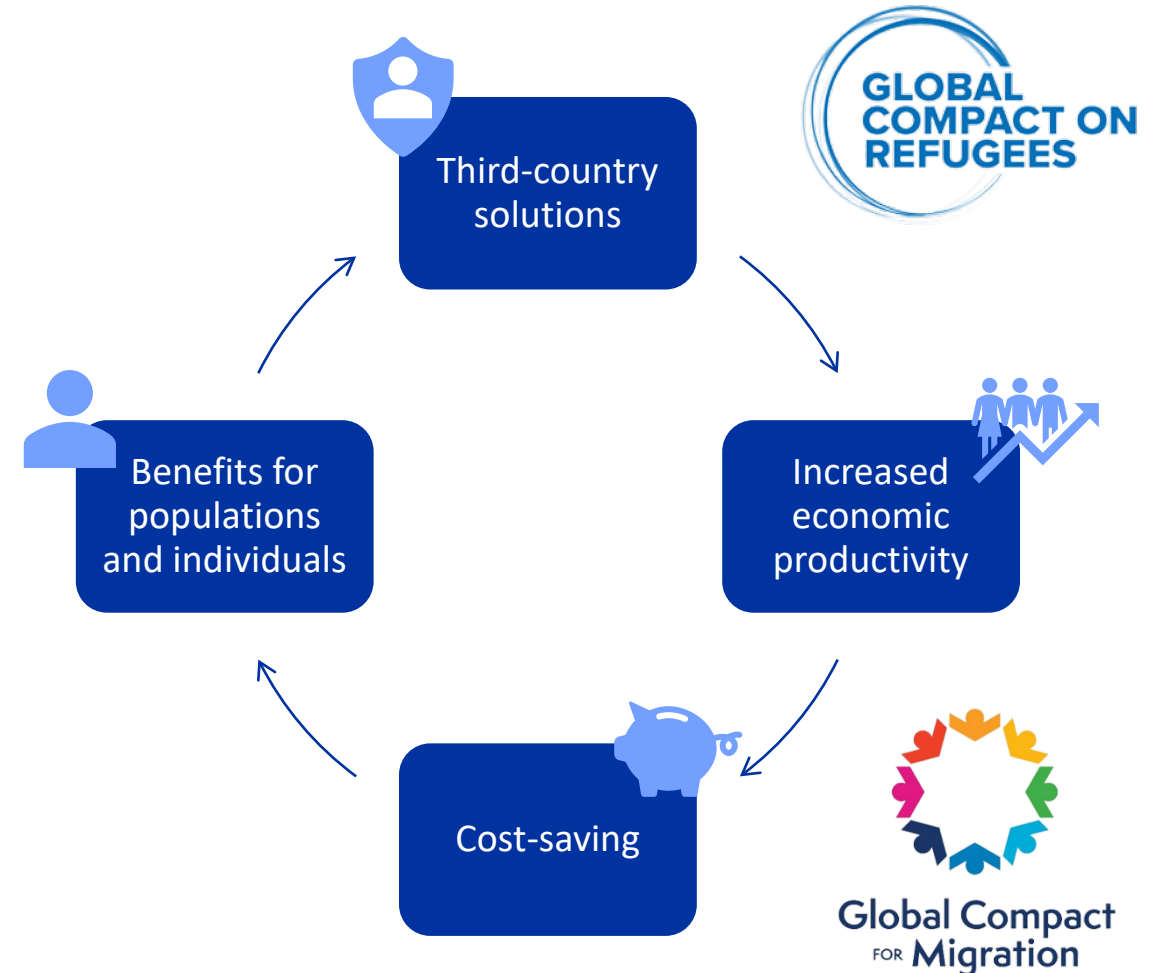 GLOBAL
COMPACT ON
REFUGEES
Third-country
solutions
Benefits for
populations
and individuals
Increased
economic
productivity
Cost-saving
Global Compact
FOR Migration